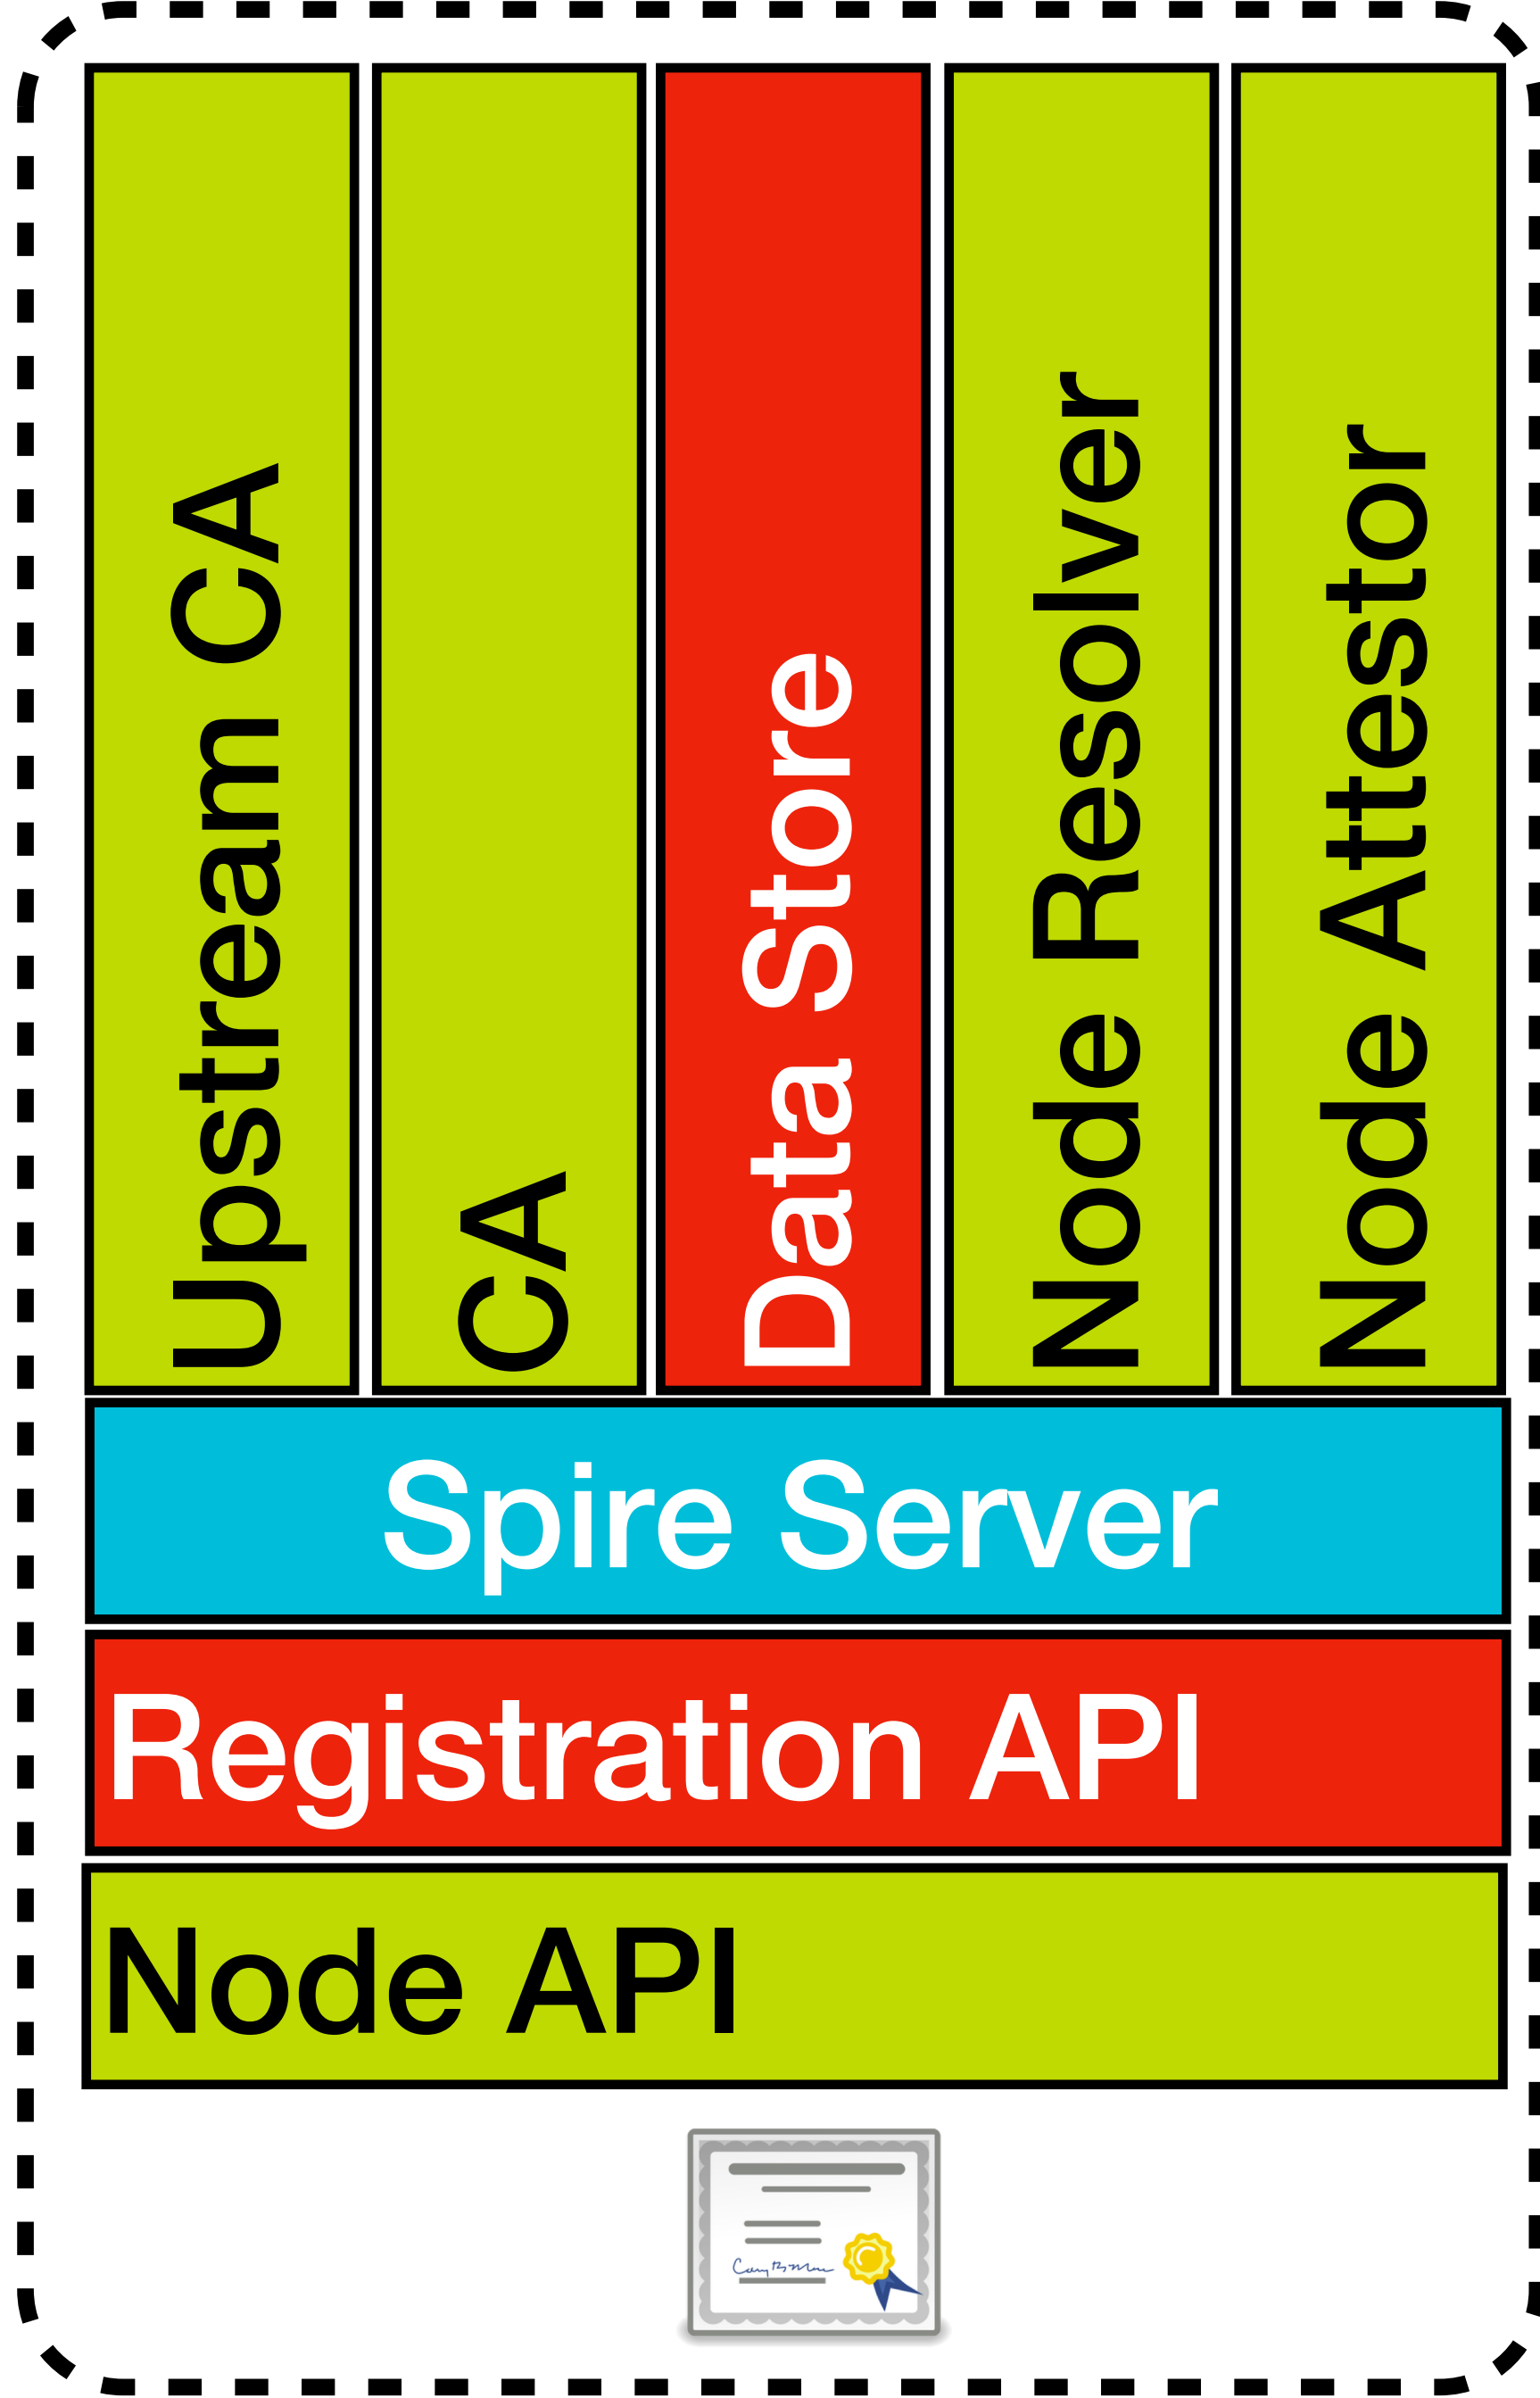 Upstream CA
CA
Data Store
Node Resolver
Node Attestor
Spire Server
Registration API
Node API